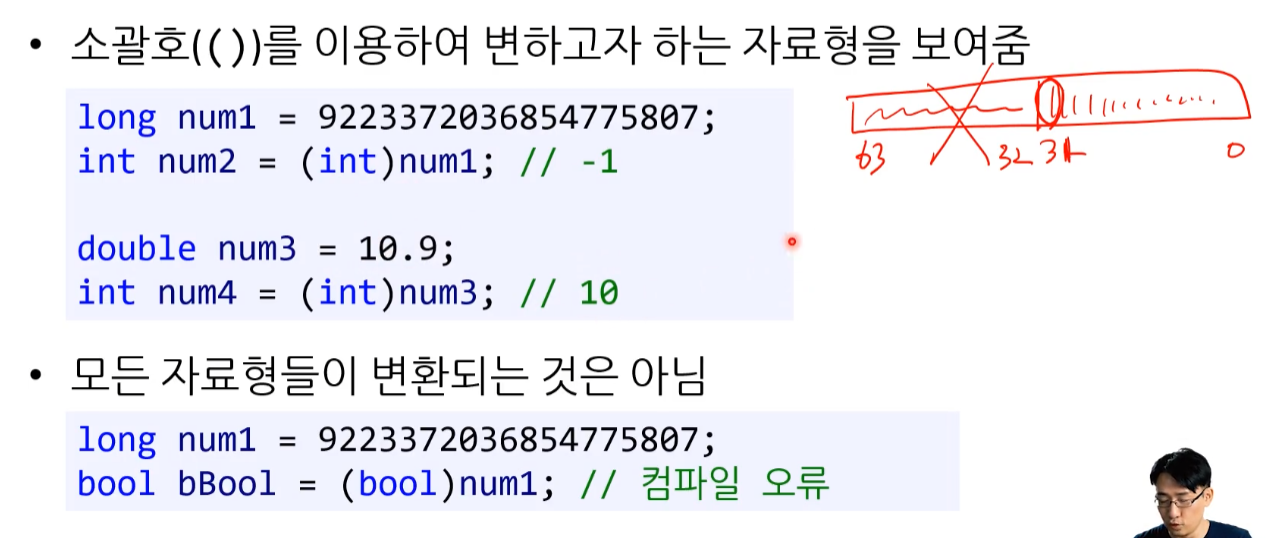 • 소괄호(( ))를 이용하여 변하고자 하는 자료형을 보여줌
long num1 = 9223372036854775807;
int num2 = (int)num1; // -1
63 32 31 0
double num3 = 10.9;
int num4 = (int)num3; // 10
• 모든 자료형들이 변환되는 것은 아님
long num1 = 9223372036854775807;
bool bBool = (bool)num1; // 컴파일 오류